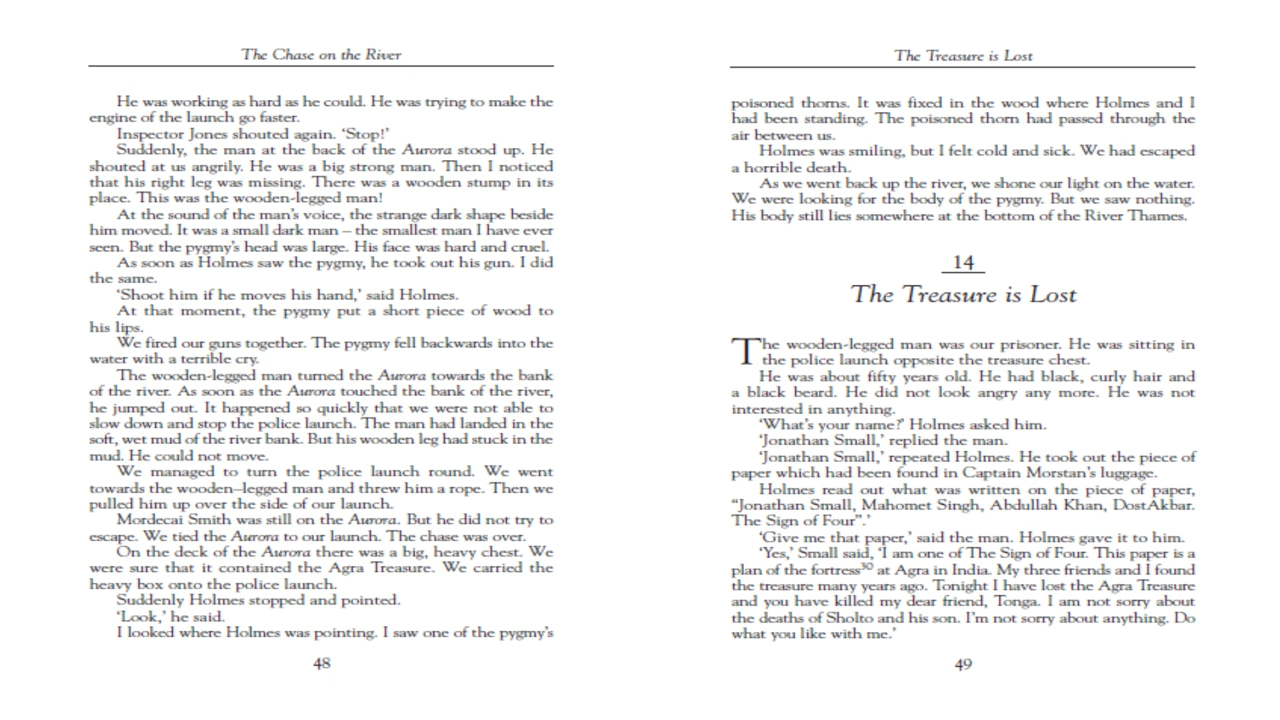 The Chase on the River
He was working as hard as he could. He was trying to make the
engine of the launch go faster.
Inspector Jones shouted again. ‘Stop!’
Suddenly, the man at the back of the Aurora stood up. He
shouted at us angrily. He was a big strong man. Then I noticed
that his right leg was missing. There was a wooden stump in its
place. This was the wooden-legged man!
At the sound of the man’s voice, the strange dark shape beside
him moved. It was a small dark man – the smallest man I have ever
seen. But the pygmy’s head was large. His face was hard and cruel.
As soon as Holmes saw the pygmy, he took out his gun. I did
the same.
‘Shoot him if he moves his hand,’ said Holmes.
At that moment, the pygmy put a short piece of wood to
his lips.
We fired our guns together. The pygmy fell backwards into the
water with a terrible cry.
The wooden-legged man turned the Aurora towards the bank
of the river. As soon as the Aurora touched the bank of the river,
he jumped out. It happened so quickly that we were not able to
slow down and stop the police launch. The man had landed in the
soft, wet mud of the river bank. But his wooden leg had stuck in the
mud. He could not move.
We managed to turn the police launch round. We went
towards the wooden–legged man and threw him a rope. Then we
pulled him up over the side of our launch.
Mordecai Smith was still on the Aurora. But he did not try to
escape. We tied the Aurora to our launch. The chase was over.
On the deck of the Aurora there was a big, heavy chest. We
were sure that it contained the Agra Treasure. We carried the
heavy box onto the police launch.
Suddenly Holmes stopped and pointed.
‘Look,’ he said.
I looked where Holmes was pointing. I saw one of the pygmy’s
48
The Treasure is Lost
poisoned thorns. It was fixed in the wood where Holmes and I
had been standing. The poisoned thorn had passed through the
air between us.
Holmes was smiling, but I felt cold and sick. We had escaped
a horrible death.
As we went back up the river, we shone our light on the water.
We were looking for the body of the pygmy. But we saw nothing.
His body still lies somewhere at the bottom of the River Thames.
14
The Treasure is Lost
The wooden-legged man was our prisoner. He was sitting in
the police launch opposite the treasure chest.
He was about fifty years old. He had black, curly hair and
a black beard. He did not look angry any more. He was not
interested in anything.
‘What’s your name?’ Holmes asked him.
‘Jonathan Small,’ replied the man.
‘Jonathan Small,’ repeated Holmes. He took out the piece of
paper which had been found in Captain Morstan’s luggage.
Holmes read out what was written on the piece of paper,
“Jonathan Small, Mahomet Singh, Abdullah Khan, DostAkbar.
The Sign of Four”.’
‘Give me that paper,’ said the man. Holmes gave it to him.
‘Yes,’ Small said, ‘I am one of The Sign of Four. This paper is a
plan of the fortress³⁰ at Agra in India. My three friends and I found
the treasure many years ago. Tonight I have lost the Agra Treasure
and you have killed my dear friend, Tonga. I am not sorry about
the deaths of Sholto and his son. I’m not sorry about anything. Do
what you like with me.’
49